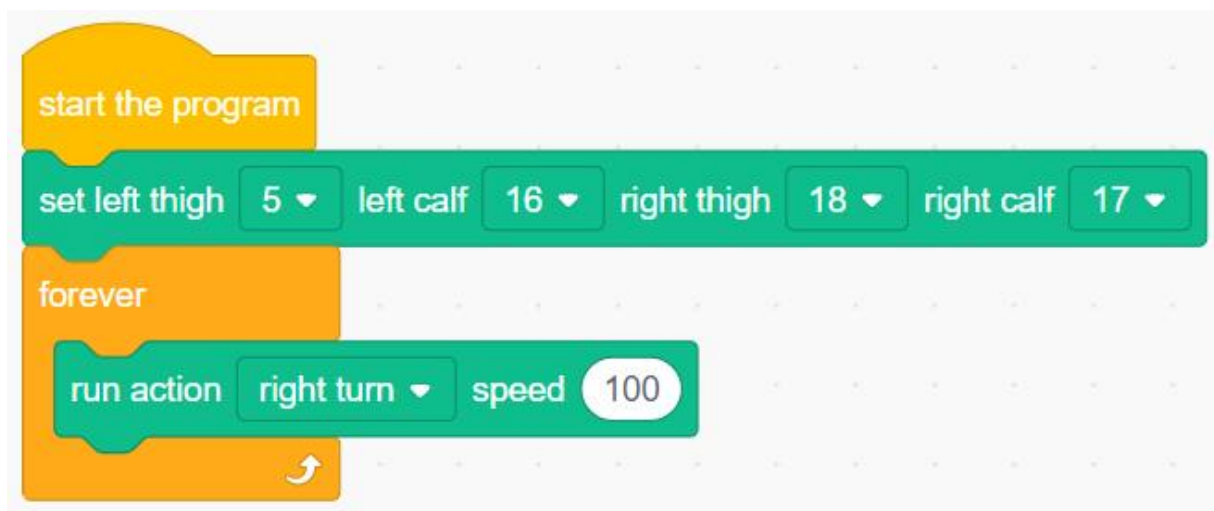 start the program
set left thigh 5 left calf 16 right thigh 18 right calf 17
forever
run action right turn speed 100